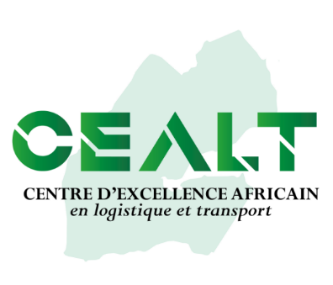 CEALT
CENTRE D'EXCELLENCE AFRICAIN
en logistique et transport